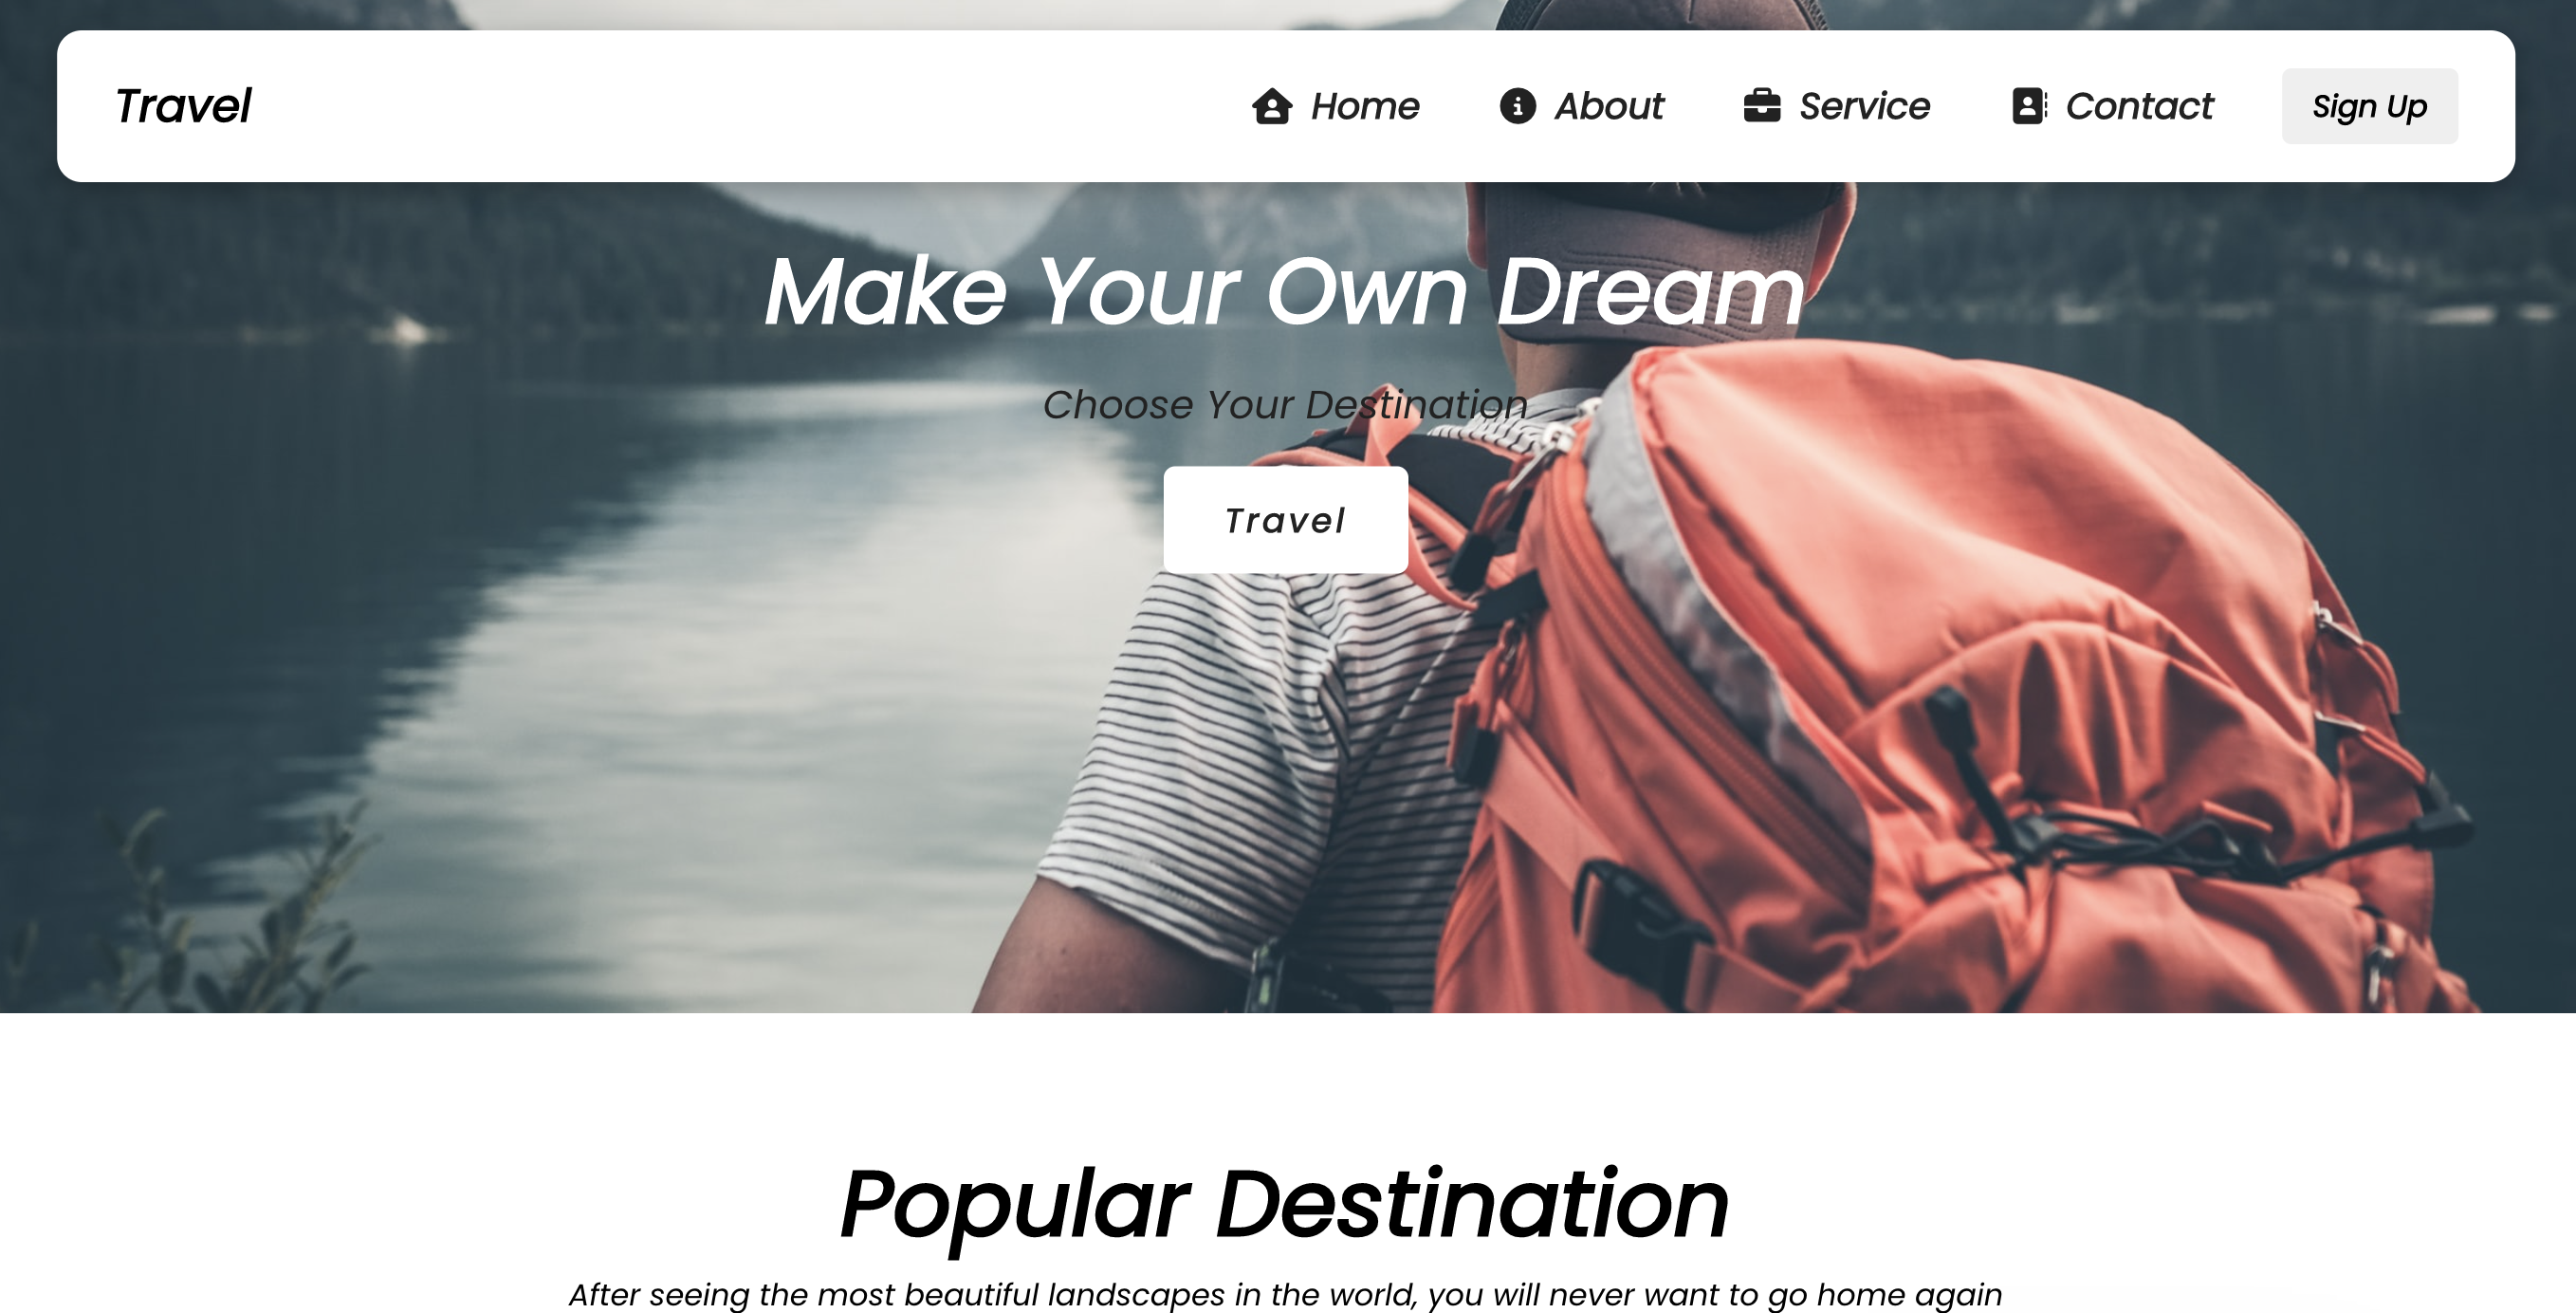 Travel
Home
About
Service
Contact
Sign Up
Make Your Own Dream
Choose Your Destination
Travel
Popular Destination
After seeing the most beautiful landscapes in the world, you will never want to go home again